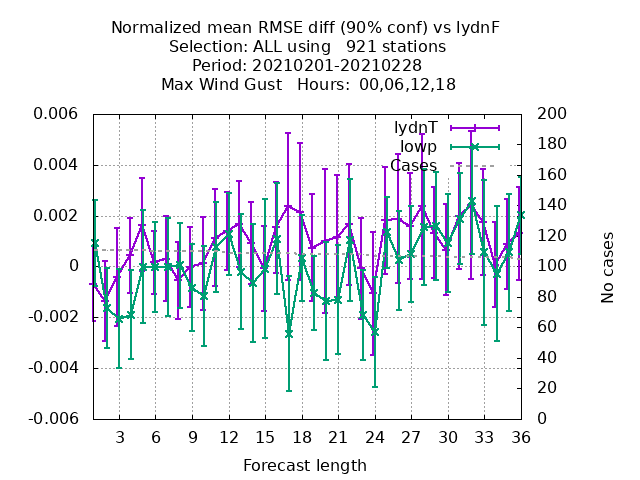 Normalized mean RMSE diff (90% conf) vs lydnF
Selection: ALL using   921 stations
Period: 20210201-20210228
Max Wind Gust   Hours:  00,06,12,18
lydnT
lowp
Cases
0.006
0.004
0.002
0
-0.002
-0.004
-0.006
200
180
160
140
120
100
80
60
40
20
0
No cases
3 6 9 12 15 18 21 24 27 30 33 36
Forecast length